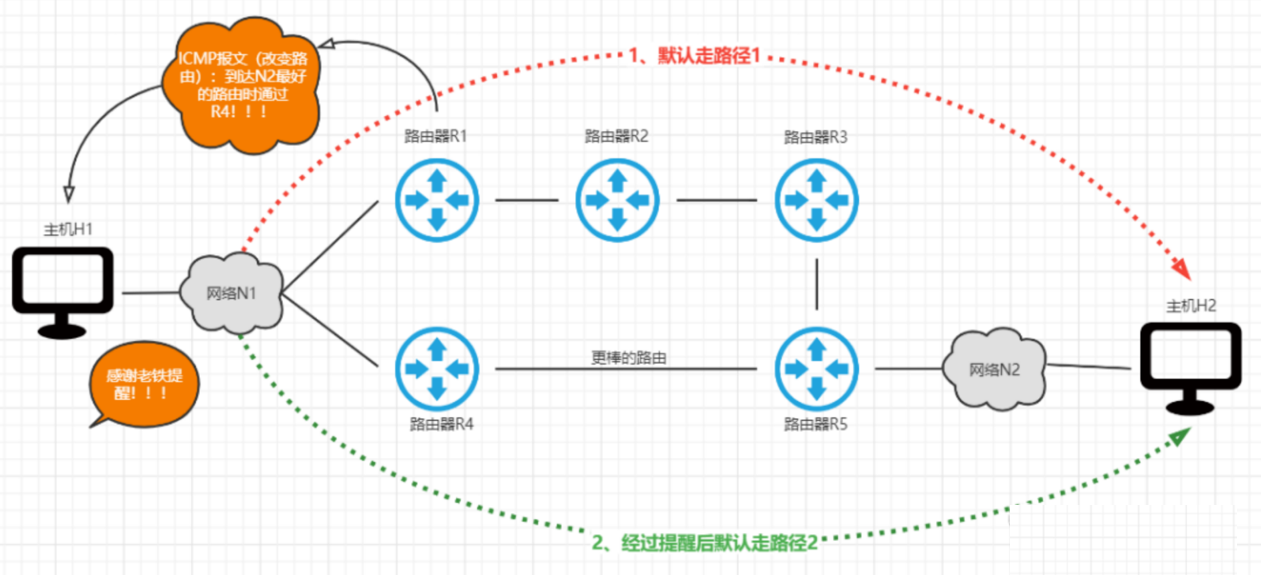 ICMP报文（改变路
由）：到达N2最好
的路由时通过
R4！！！
1、默认走路径1
路由器R1
路由器R2
路由器R3
主机H1
网络N1
主机H2
感谢老铁提
醒！！！
更棒的路由
网络N2
路由器R4
路由器R5
2、经过提醒后默认走路径2